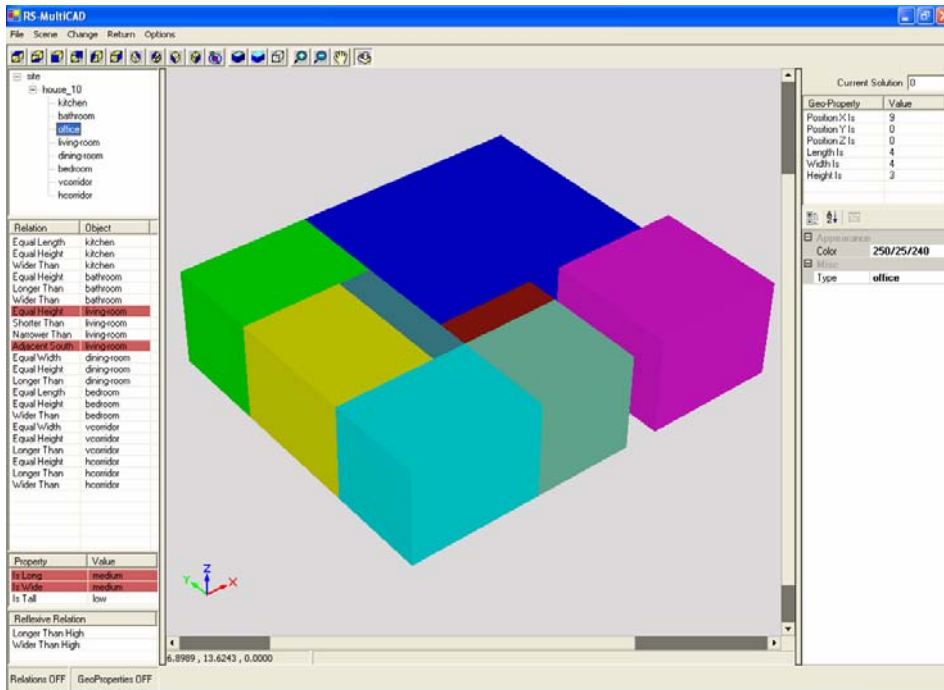 RS-MultiCAD
File Scene Change Return Options
site
house_10
kitchen
bathroom
office
living-room
dining-room
bedroom
vcorridor
hcorridor
Relation Object
Equal Length kitchen
Equal Height kitchen
Wider Than kitchen
Equal Height bathroom
Longer Than bathroom
Wider Than bathroom
Equal Height living-room
Shorter Than living-room
Narrower Than living-room
Adjacent South living-room
Equal Width dining-room
Equal Height dining-room
Longer Than dining-room
Equal Length bedroom
Equal Height bedroom
Wider Than bedroom
Equal Width vcorridor
Equal Height vcorridor
Longer Than vcorridor
Equal Height hcorridor
Longer Than hcorridor
Wider Than hcorridor
Property Value
Is Long medium
Is Wide medium
Is Tall low
Reflexive Relation
Longer Than High
Wider Than High
Z
Y
X
6.8989 , 13.6243 , 0.0000
Relations OFF GeoProperties OFF
Current Solution 0
Geo-Property Value
Position X Is 9
Position Y Is 0
Position Z Is 0
Length Is 4
Width Is 4
Height Is 3
Appearance
Color 250/25/240
Misc
Type office